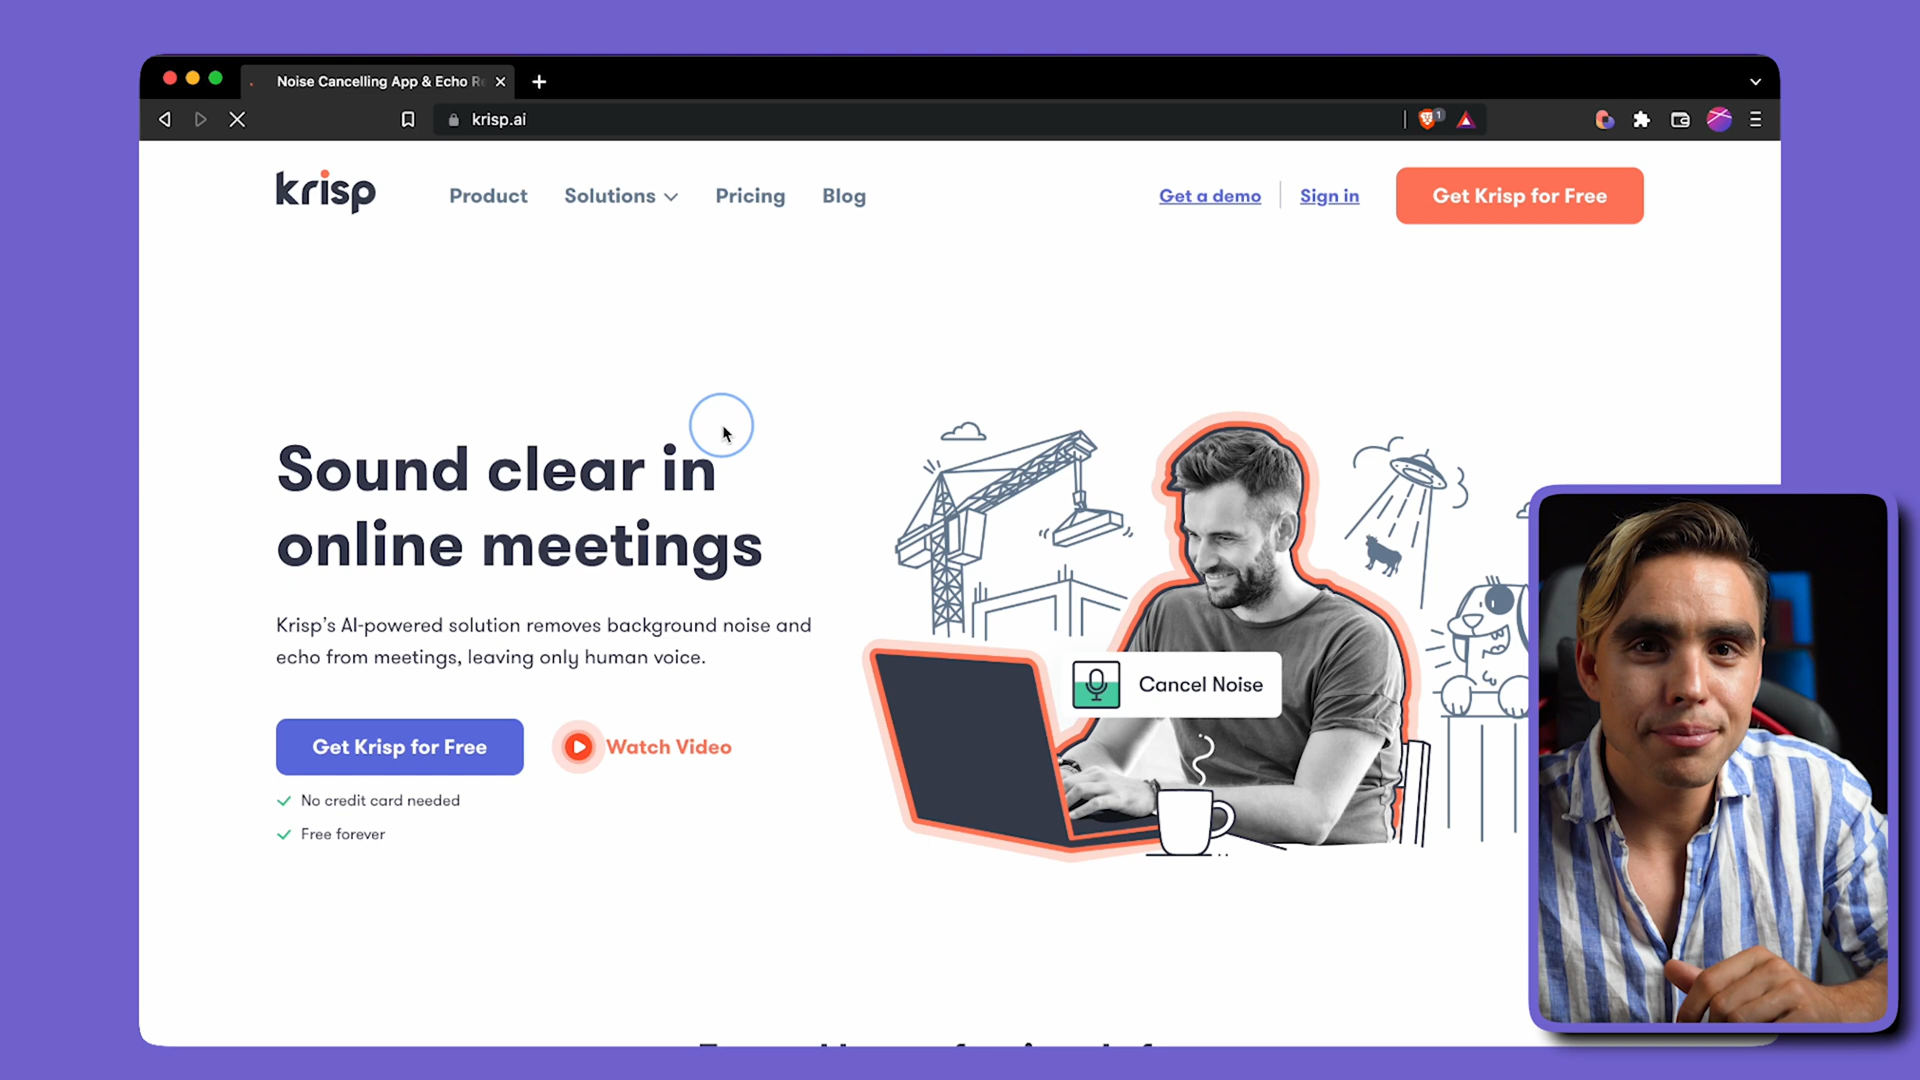 Noise Cancelling App & Echo
krisp.ai
1
krisp
Product
Solutions
Pricing
Blog
Get a demo
Sign in
Get Krisp for Free
Sound clear in
online meetings
Krisp's AI-powered solution removes background noise and
echo from meetings, leaving only human voice.
Cancel Noise
Get Krisp for Free
Watch Video
No credit card needed
Free forever